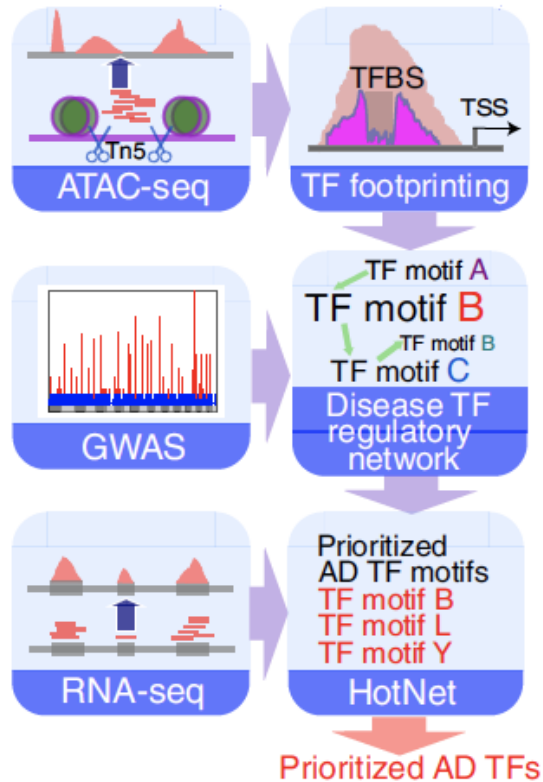 Tn5
ATAC-seq
TFBS
TSS
TF footprinting
GWAS
TF motif A
TF motif B
TF motif B
TF motif C
Disease TF
regulatory
network
RNA-seq
Prioritized
AD TF motifs
TF motif B
TF motif L
TF motif Y
HotNet
Prioritized AD TFs